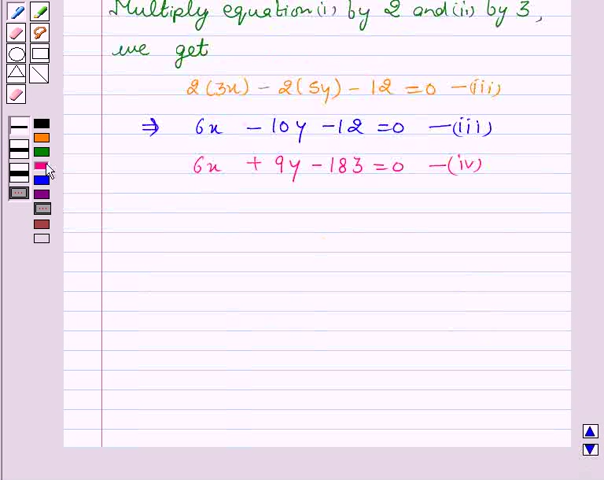 Multiply equation (i) by 2 and (ii) by 3,
we get
2(3x) - 2(5y) - 12 = 0 - (iii)
⇒ 6x - 10y - 12 = 0 - (iii)
6x + 9y - 183 = 0 - (iv)